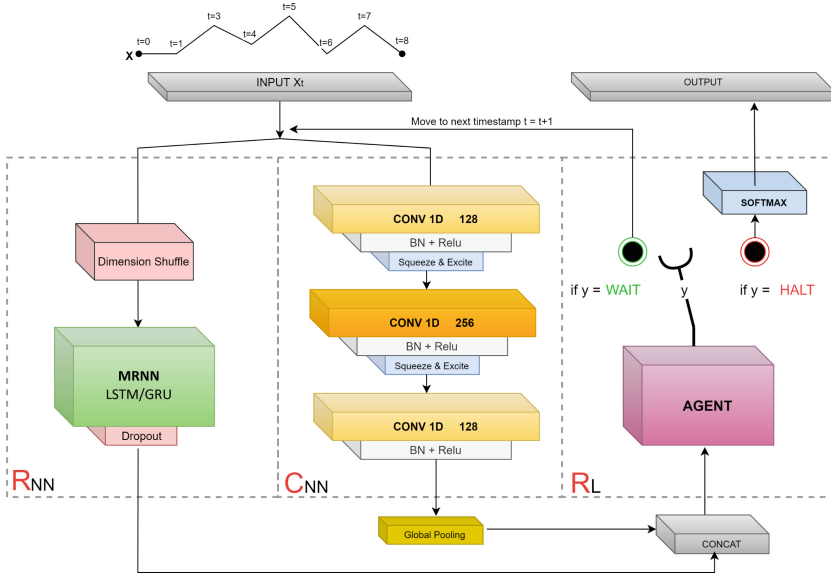 t=0
t=1
t=3
t=4
t=5
t=6
t=7
t=8
X
INPUT Xt
OUTPUT
Move to next timestamp t = t+1
Dimension Shuffle
MRNN
LSTM/GRU
Dropout
RNN
CONV 1D 128
BN + Relu
Squeeze & Excite
CONV 1D 256
BN + Relu
Squeeze & Excite
CONV 1D 128
BN + Relu
CNN
Global Pooling
SOFTMAX
if y = WAIT
y
if y = HALT
AGENT
RL
CONCAT